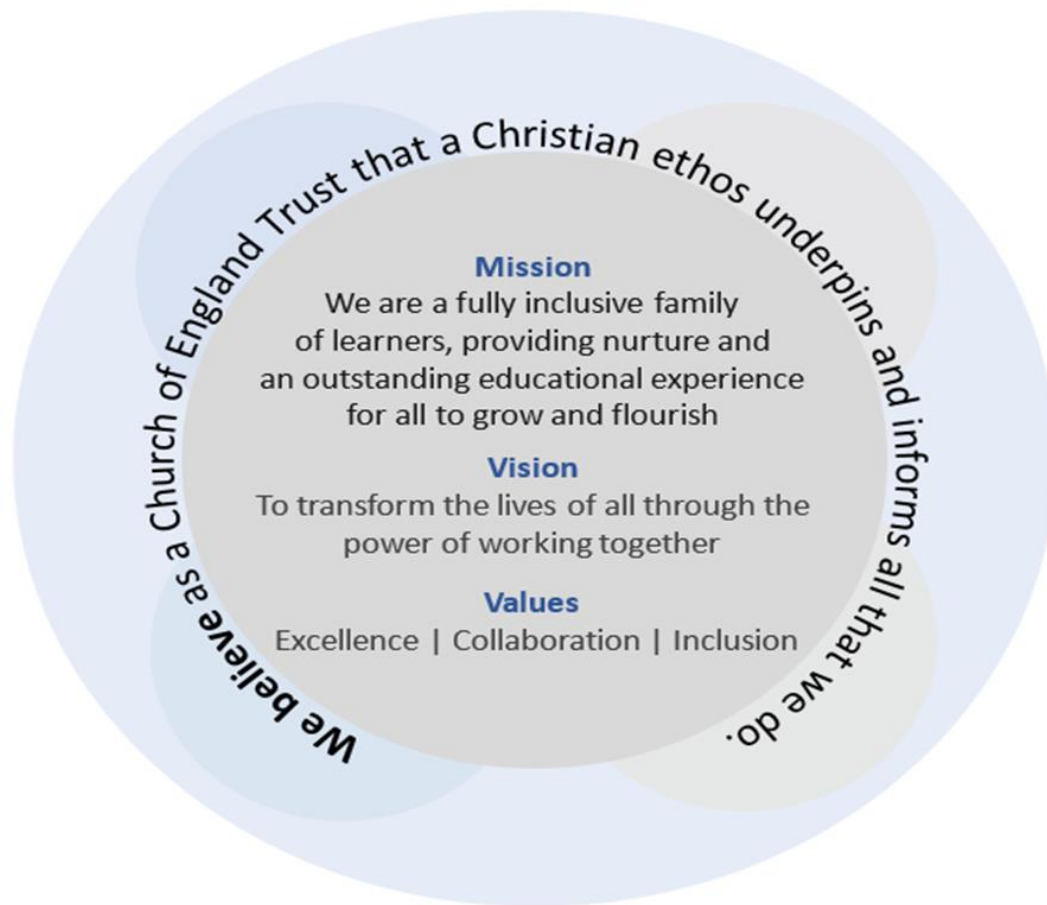 We believe as a Church of England Trust that a Christian ethos underpins and informs all that we do.
Mission
We are a fully inclusive family
of learners, providing nurture and
an outstanding educational experience
for all to grow and flourish
Vision
To transform the lives of all through the
power of working together
Values
Excellence | Collaboration | Inclusion